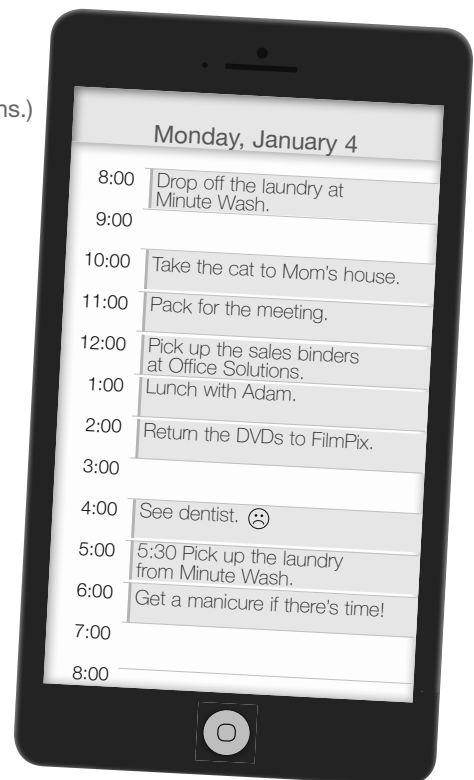 ns.)
Monday, January 4
8:00 Drop off the laundry at
Minute Wash.
9:00
10:00 Take the cat to Mom's house.
11:00 Pack for the meeting.
12:00 Pick up the sales binders
at Office Solutions.
1:00 Lunch with Adam.
2:00 Return the DVDs to FilmPix.
3:00
4:00 See dentist. ☹
5:00 5:30 Pick up the laundry
from Minute Wash.
6:00 Get a manicure if there's time!
7:00
8:00